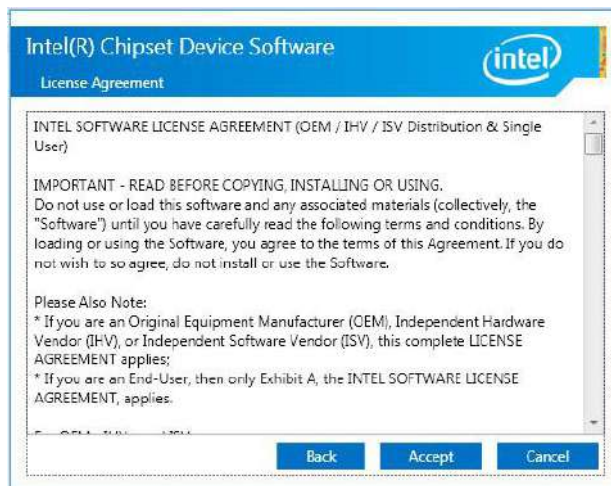 Intel(R) Chipset Device Software
License Agreement
intel
INTEL SOFTWARE LICENSE AGREEMENT (OEM / IHV / ISV Distribution & Single
User)
IMPORTANT - READ BEFORE COPYING, INSTALLING OR USING.
Do not use or load this software and any associated materials (collectively, the
"Software") until you have carefully read the following terms and conditions. By
loading or using the Software, you agree to the terms of this Agreement. If you do
not wish to so agree, do not install or use the Software.
Please Also Note:
* If you are an Original Equipment Manufacturer (OEM), Independent Hardware
Vendor (IHV), or Independent Software Vendor (ISV), this complete LICENSE
AGREEMENT applies;
* If you are an End-User, then only Exhibit A, the INTEL SOFTWARE LICENSE
AGREEMENT, applies.
Back Accept Cancel